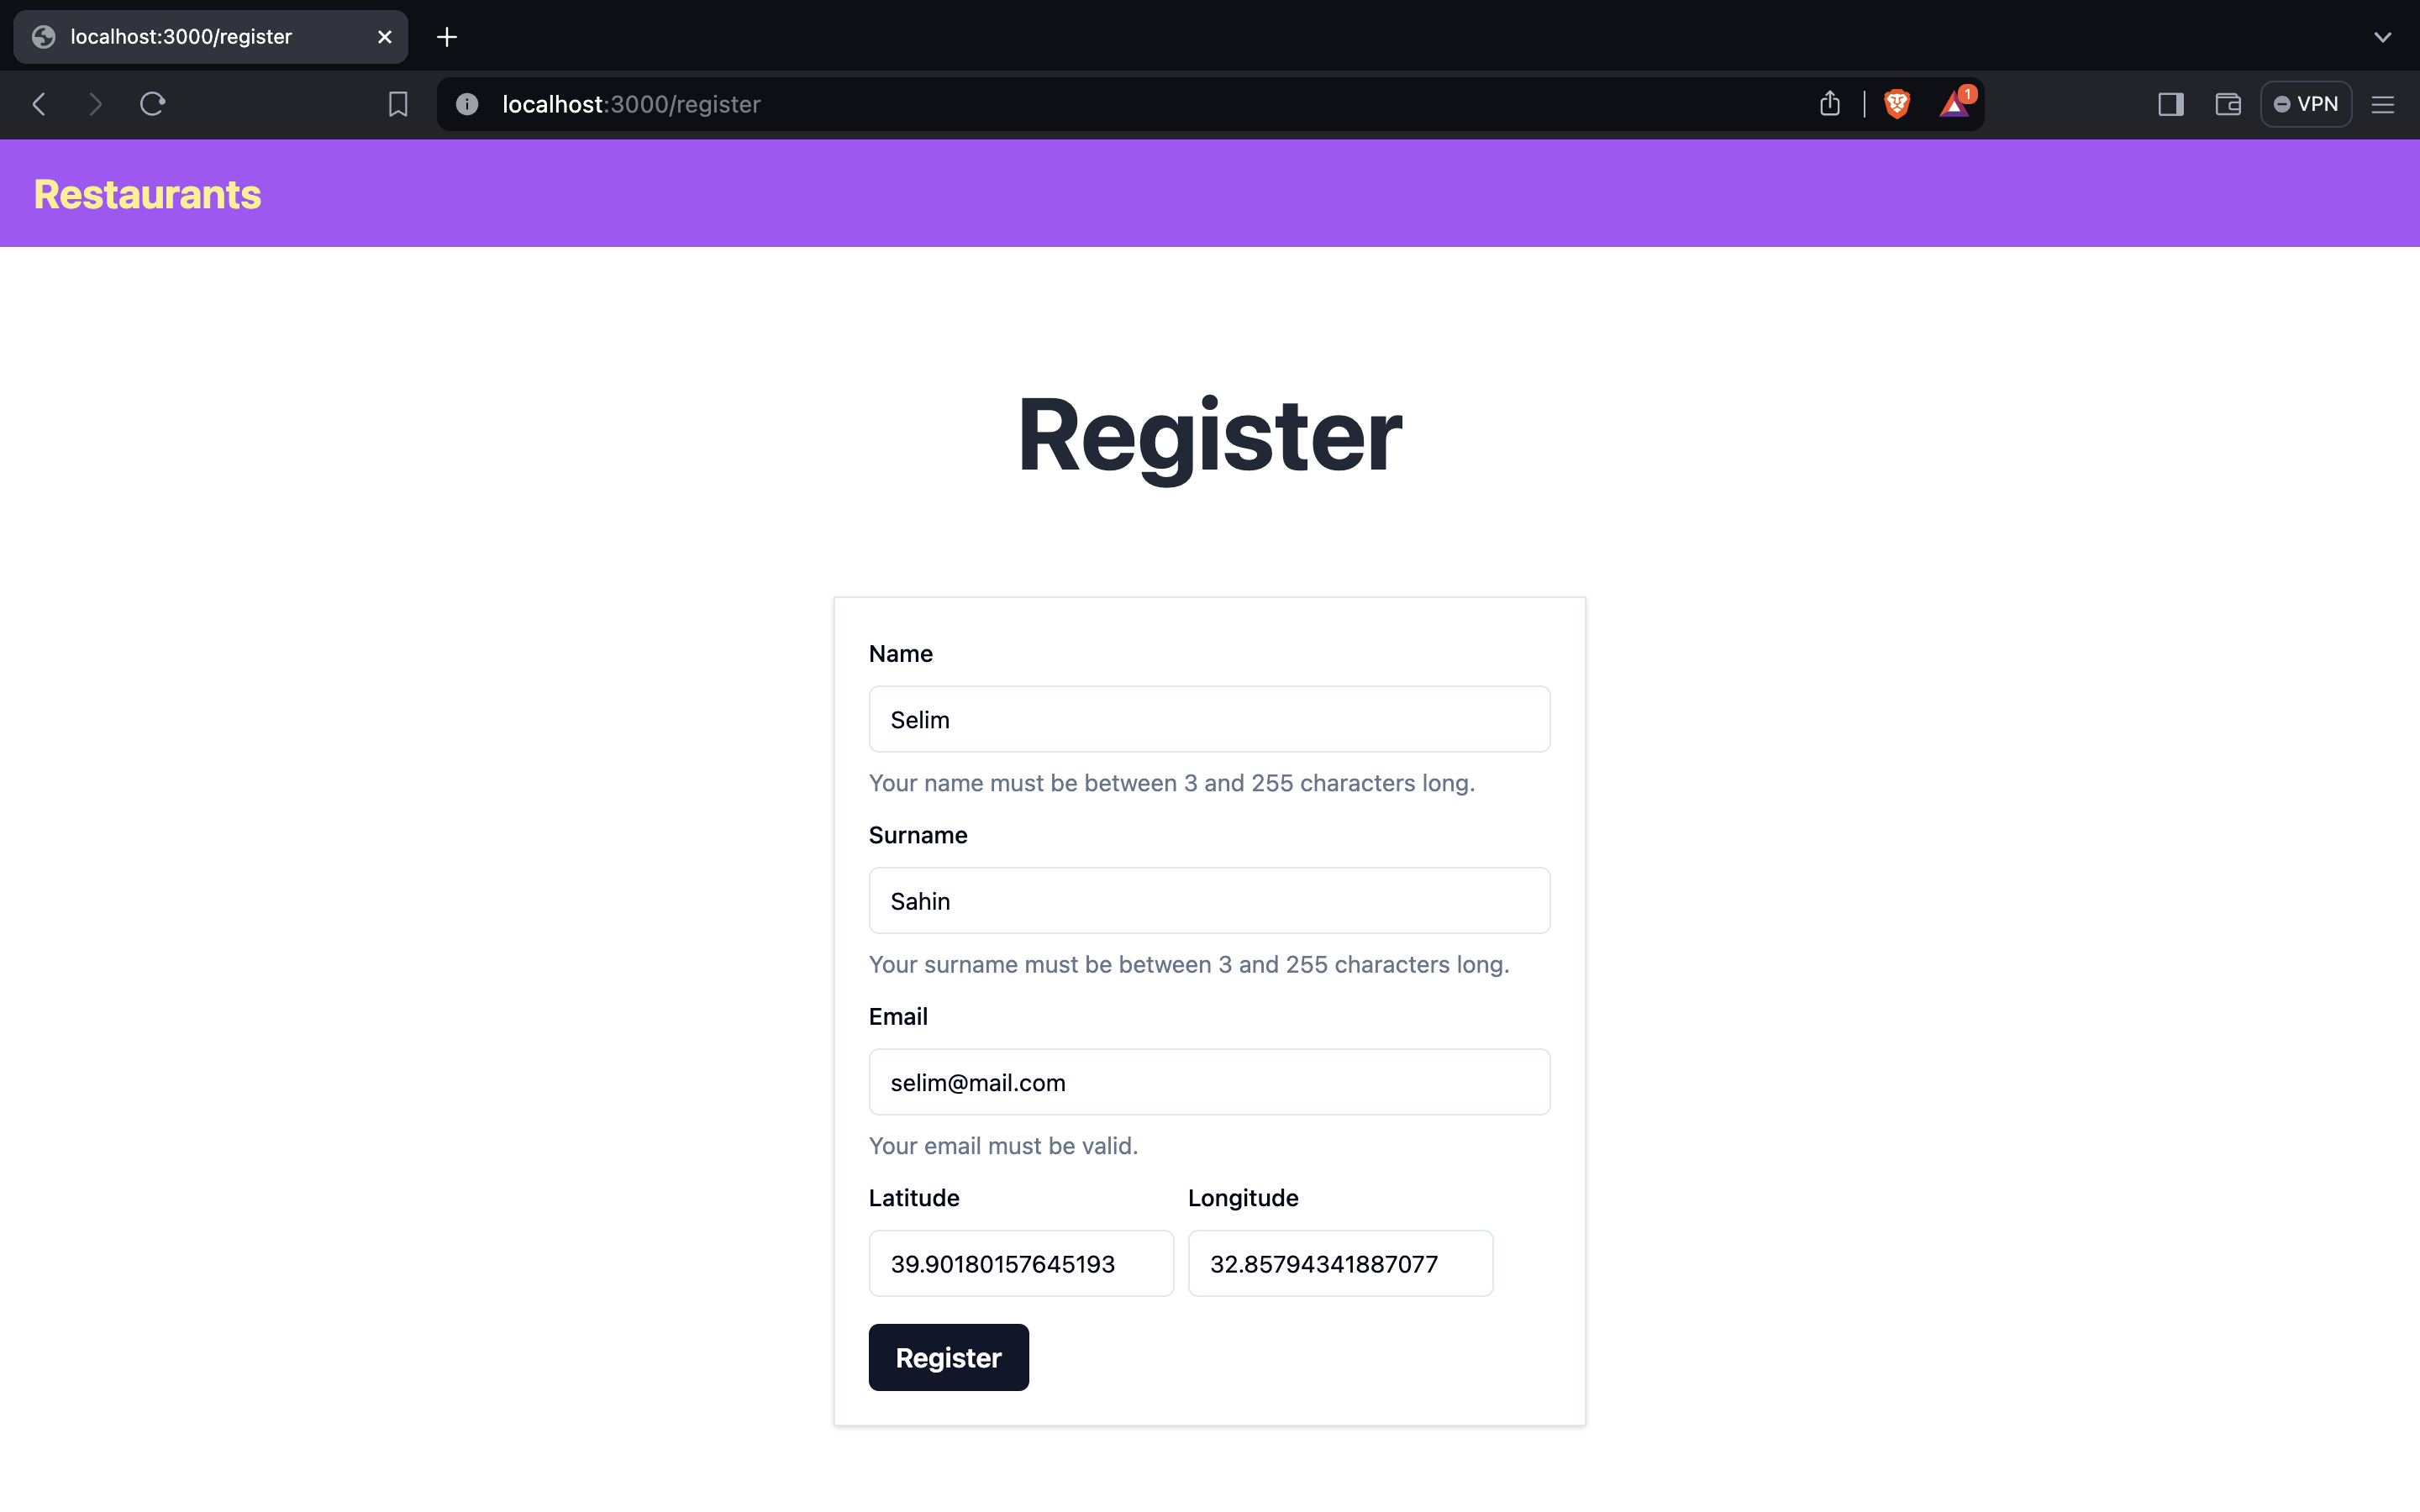 localhost:3000/register
localhost:3000/register
1
VPN
Restaurants
Register
Name
Selim
Your name must be between 3 and 255 characters long.
Surname
Sahin
Your surname must be between 3 and 255 characters long.
Email
selim@mail.com
Your email must be valid.
Latitude Longitude
39.90180157645193 32.85794341887077
Register